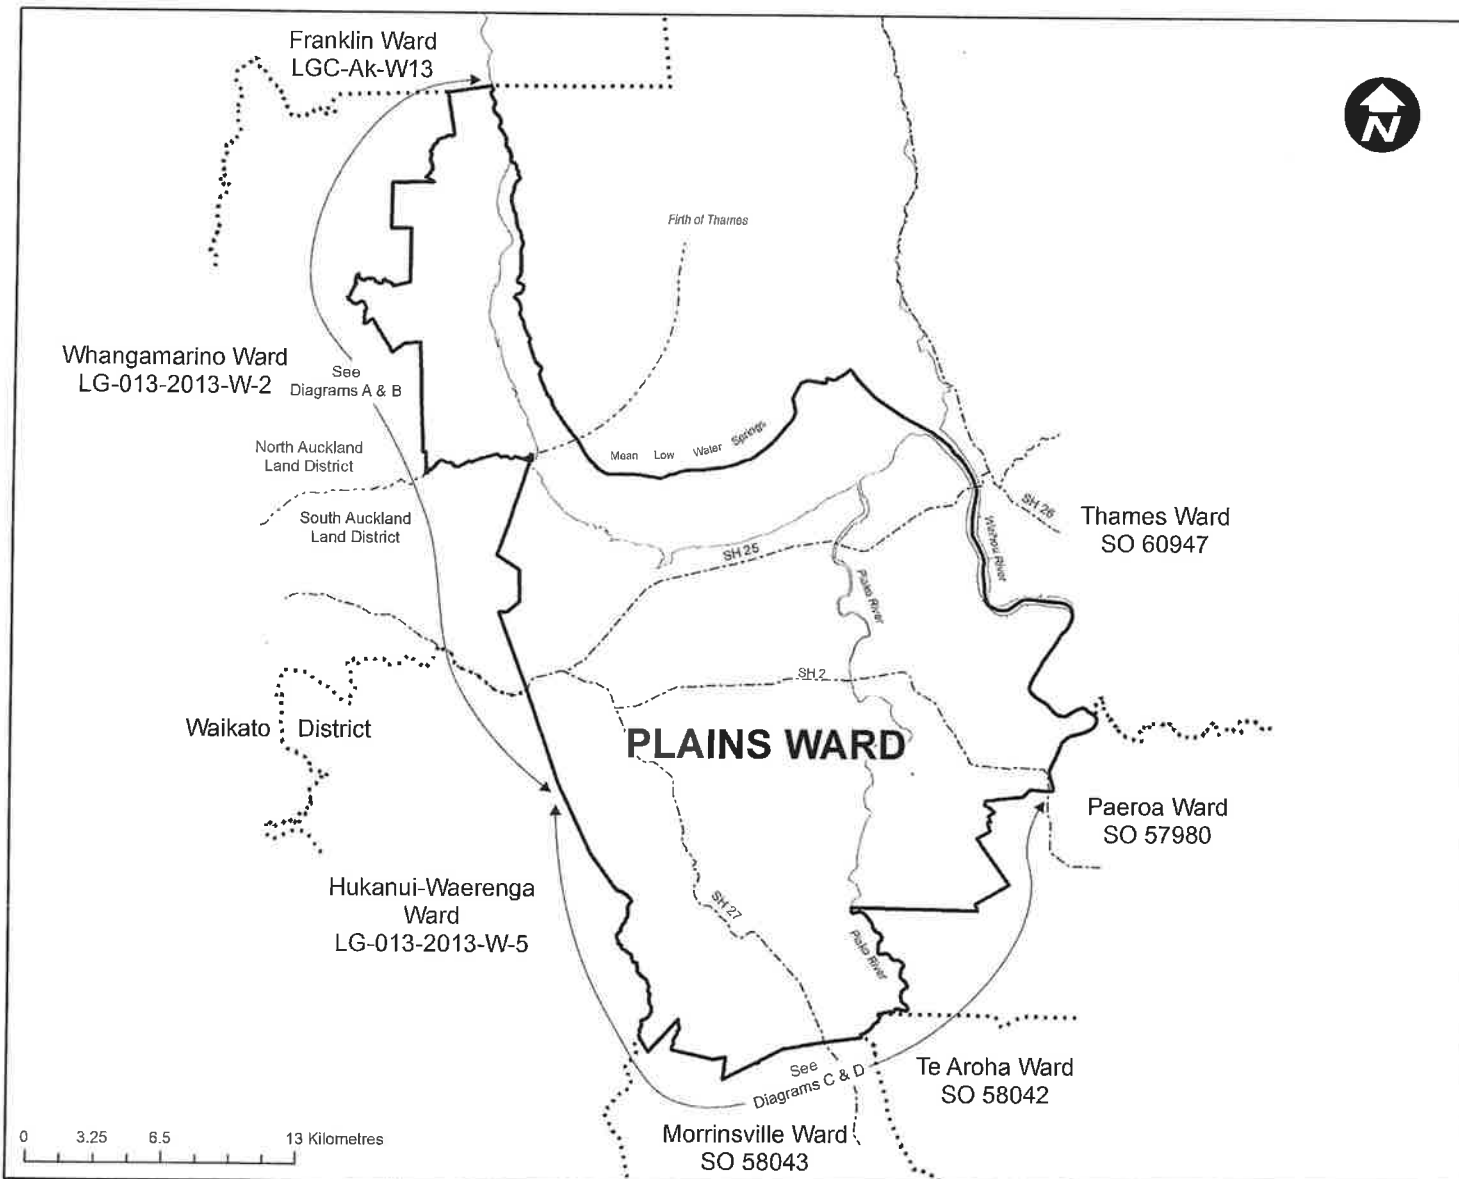 Franklin Ward
LGC-Ak-W13
N
Firth of Thames
Whangamarino Ward
LG-013-2013-W-2
See
Diagrams A & B
North Auckland
Land District
South Auckland
Land District
Mean Low Water Springs
SH 26
Thames Ward
SO 60947
Waihou River
SH 25
Piako River
SH 2
Waikato District
PLAINS WARD
Paeroa Ward
SO 57980
Hukanui-Waerenga
Ward
LG-013-2013-W-5
SH 27
Piako River
See
Diagrams C & D
Te Aroha Ward
SO 58042
Morrinsville Ward
SO 58043
0 3.25 6.5 13 Kilometres